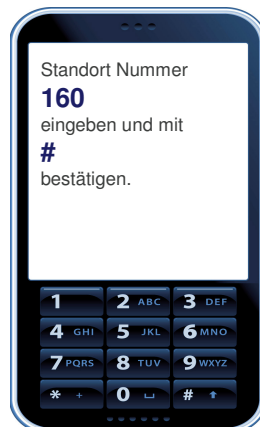 Standort Nummer
160
eingeben und mit
#
bestätigen.
1 2 ABC 3 DEF
4 GHI 5 JKL 6 MNO
7 PQRS 8 TUV 9 WXYZ
* + 0 ␣ # ⬆